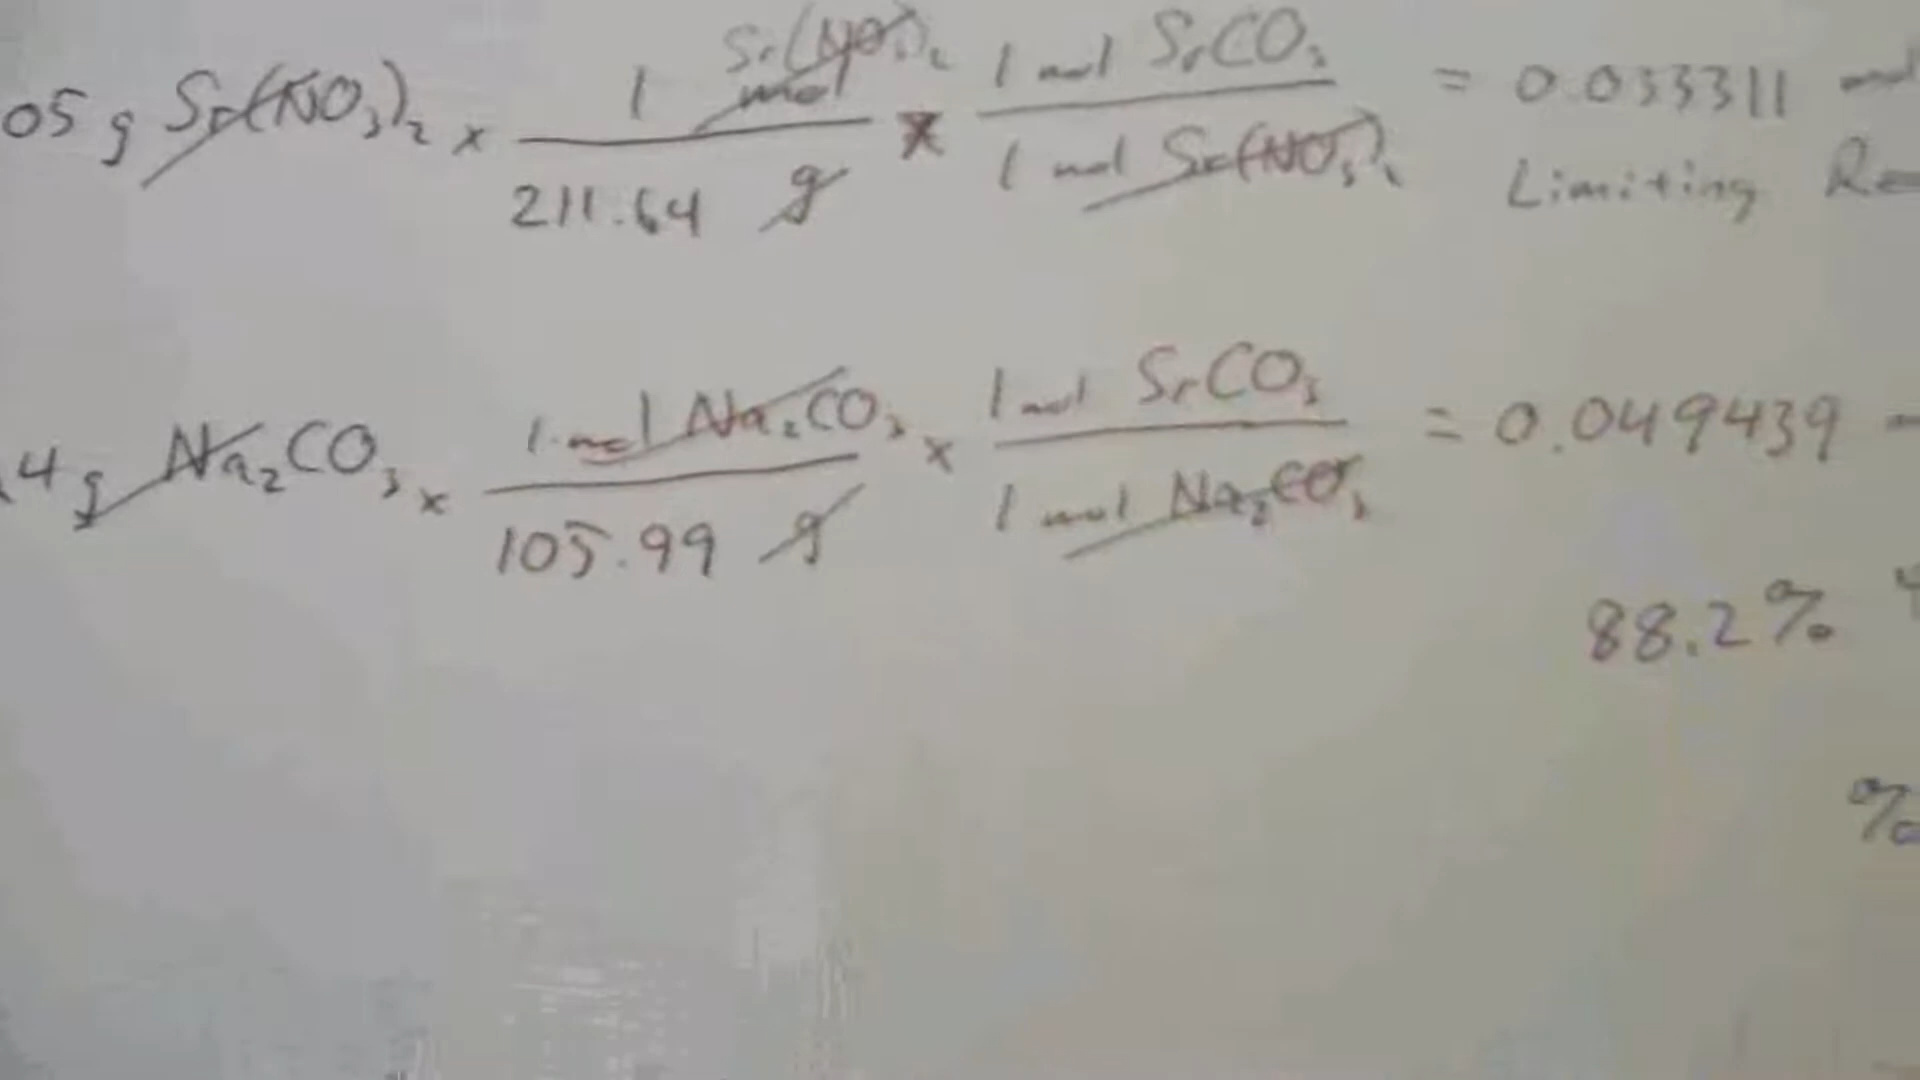 05 g Sr(NO₃)₂ x 1 mol Sr(NO₃)₂ / 211.64 g x 1 mol SrCO₃ / 1 mol Sr(NO₃)₂ = 0.033311 mol
Limiting Re
.4 g Na₂CO₃ x 1 mol Na₂CO₃ / 105.99 g x 1 mol SrCO₃ / 1 mol Na₂CO₃ = 0.049439
88.2%
%